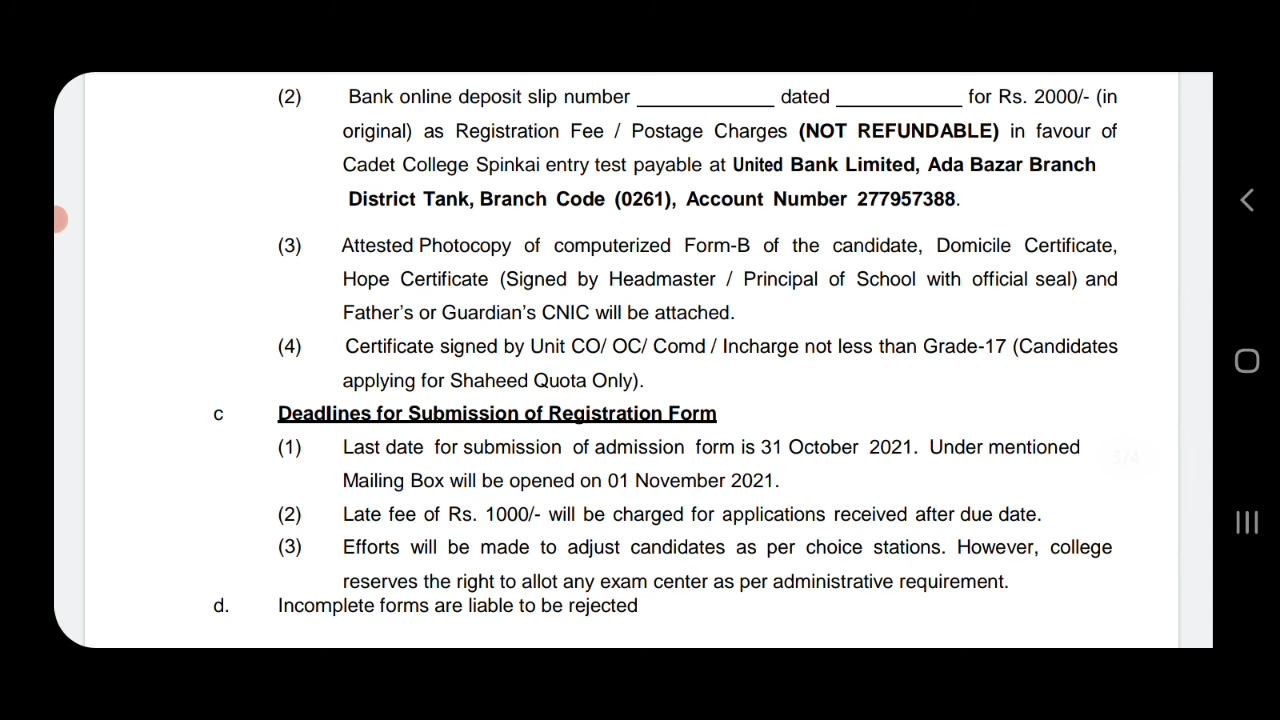 (2) Bank online deposit slip number _____________ dated ____________ for Rs. 2000/- (in
original) as Registration Fee / Postage Charges (NOT REFUNDABLE) in favour of
Cadet College Spinkai entry test payable at United Bank Limited, Ada Bazar Branch
District Tank, Branch Code (0261), Account Number 277957388.
(3) Attested Photocopy of computerized Form-B of the candidate, Domicile Certificate,
Hope Certificate (Signed by Headmaster / Principal of School with official seal) and
Father's or Guardian's CNIC will be attached.
(4) Certificate signed by Unit CO/ OC/ Comd / Incharge not less than Grade-17 (Candidates
applying for Shaheed Quota Only).
c Deadlines for Submission of Registration Form
(1) Last date for submission of admission form is 31 October 2021. Under mentioned
Mailing Box will be opened on 01 November 2021.
(2) Late fee of Rs. 1000/- will be charged for applications received after due date.
(3) Efforts will be made to adjust candidates as per choice stations. However, college
reserves the right to allot any exam center as per administrative requirement.
d. Incomplete forms are liable to be rejected
3/4